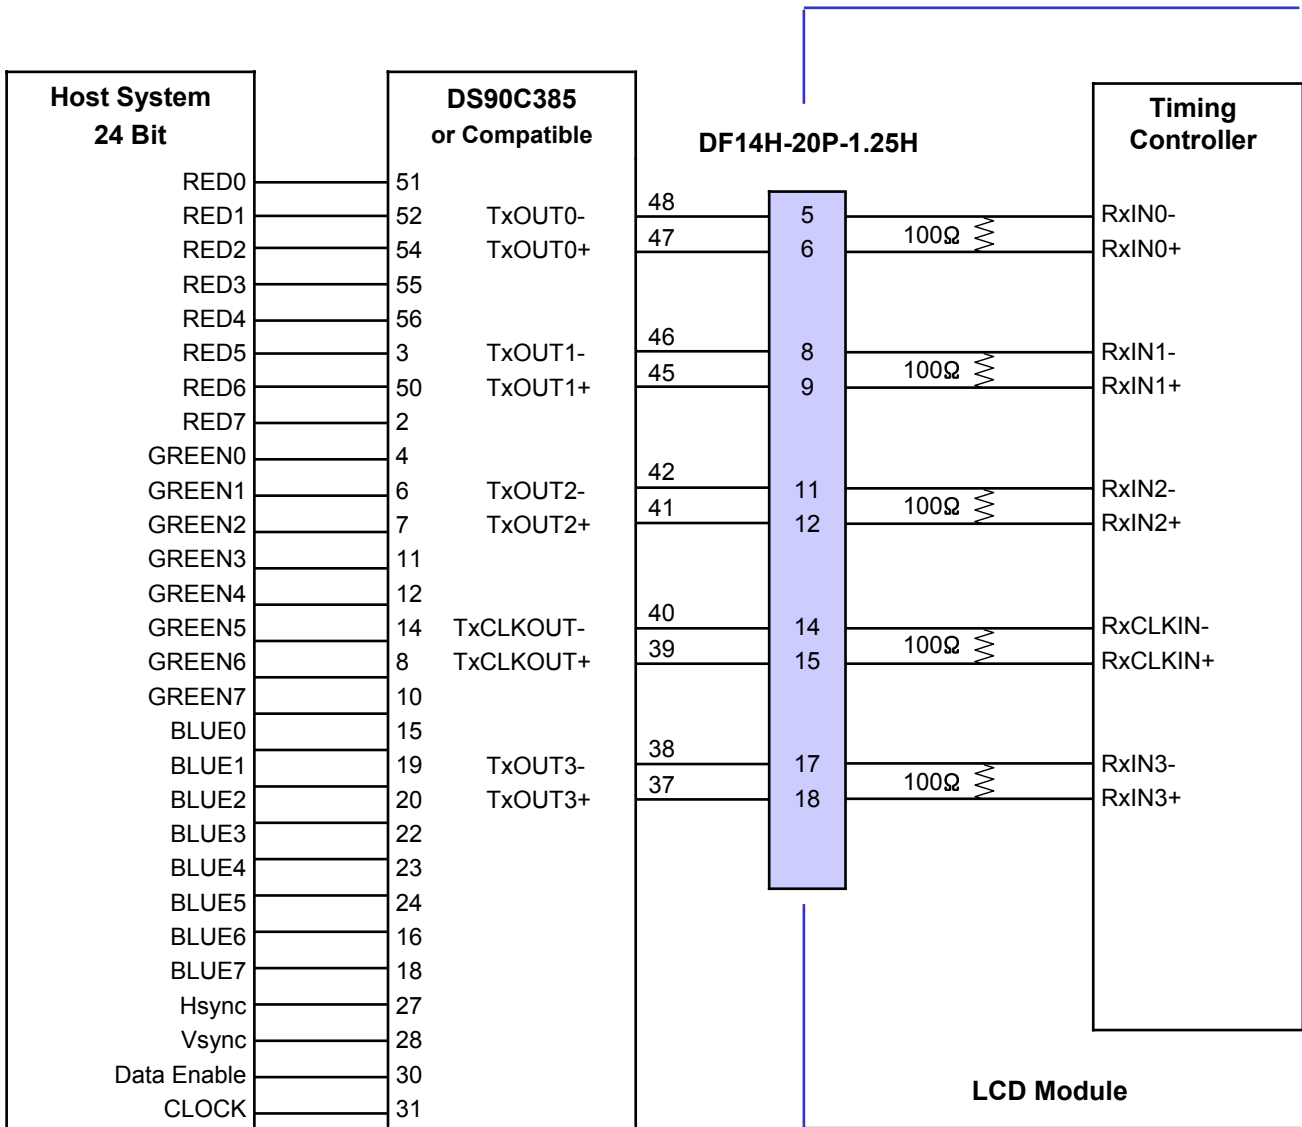 Host System
24 Bit
DS90C385
or Compatible
DF14H-20P-1.25H
Timing
Controller
RED0 51
RED1 52 TxOUT0- 48 5 RxIN0-
RED2 54 TxOUT0+ 47 6 100Ω RxIN0+
RED3 55
RED4 56
RED5 3 TxOUT1- 46 8 RxIN1-
RED6 50 TxOUT1+ 45 9 100Ω RxIN1+
RED7 2
GREEN0 4
GREEN1 6 TxOUT2- 42 11 RxIN2-
GREEN2 7 TxOUT2+ 41 12 100Ω RxIN2+
GREEN3 11
GREEN4 12
GREEN5 14 TxCLKOUT- 40 14 RxCLKIN-
GREEN6 8 TxCLKOUT+ 39 15 100Ω RxCLKIN+
GREEN7 10
BLUE0 15
BLUE1 19 TxOUT3- 38 17 RxIN3-
BLUE2 20 TxOUT3+ 37 18 100Ω RxIN3+
BLUE3 22
BLUE4 23
BLUE5 24
BLUE6 16
BLUE7 18
Hsync 27
Vsync 28
Data Enable 30
CLOCK 31
LCD Module